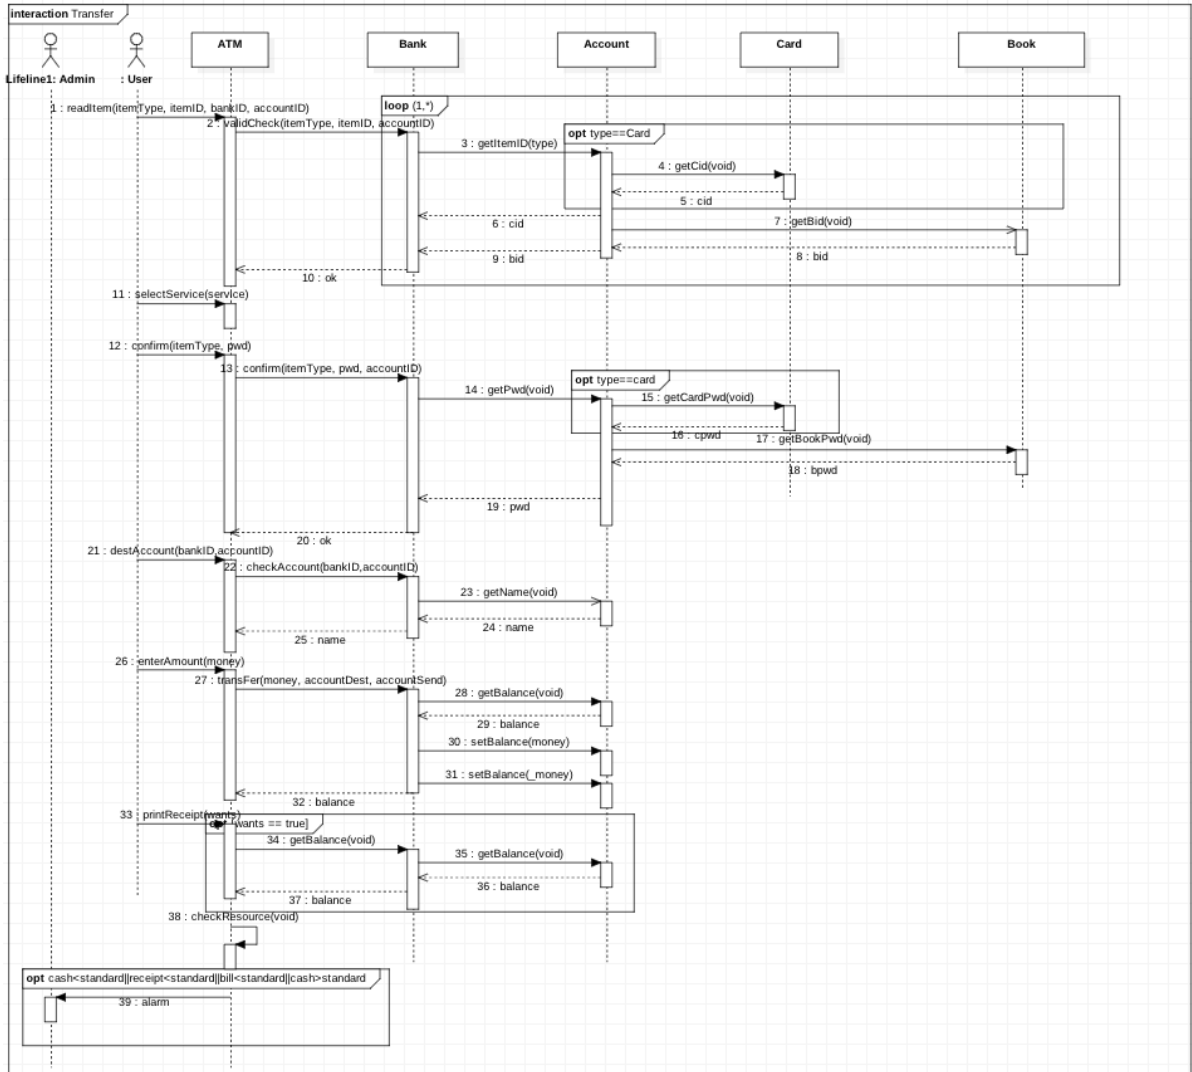 interaction Transfer
ATM
Bank
Account
Card
Book
Lifeline1: Admin
: User
loop (1,*)
1 : readItem(itemType, itemID, bankID, accountID)
2 : validCheck(itemType, itemID, accountID)
opt type==Card
3 : getItemID(type)
4 : getCid(void)
5 : cid
6 : cid
7 : getBid(void)
8 : bid
9 : bid
10 : ok
11 : selectService(service)
12 : confirm(itemType, pwd)
13 : confirm(itemType, pwd, accountID)
opt type==card
14 : getPwd(void)
15 : getCardPwd(void)
16 : cpwd
17 : getBookPwd(void)
18 : bpwd
19 : pwd
20 : ok
21 : destAccount(bankID,accountID)
22 : checkAccount(bankID,accountID)
23 : getName(void)
24 : name
25 : name
26 : enterAmount(money)
27 : transFer(money, accountDest, accountSend)
28 : getBalance(void)
29 : balance
30 : setBalance(money)
31 : setBalance(_money)
32 : balance
33 : printReceipt(wants)
[wants == true]
34 : getBalance(void)
35 : getBalance(void)
36 : balance
37 : balance
38 : checkResource(void)
opt cash<standard||receipt<standard||bill<standard||cash>standard
39 : alarm